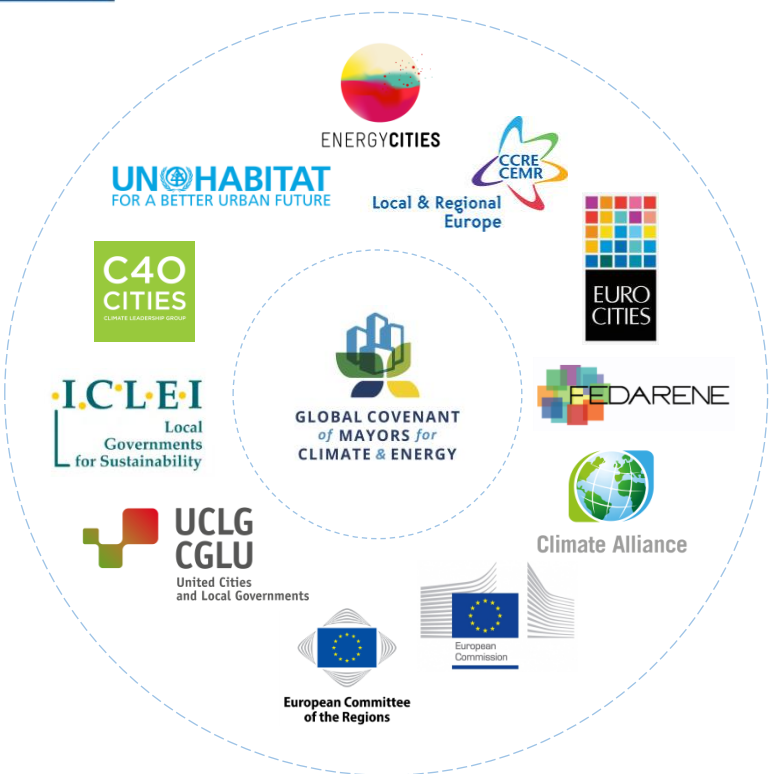 ENERGYCITIES
CCRE
CEMR
Local & Regional
Europe
UN HABITAT
FOR A BETTER URBAN FUTURE
EURO
CITIES
C40
CITIES
CLIMATE LEADERSHIP GROUP
GLOBAL COVENANT
of MAYORS for
CLIMATE & ENERGY
FEDARENE
·I·C·L·E·I
Local
Governments
for Sustainability
Climate Alliance
UCLG
CGLU
United Cities
and Local Governments
European
Commission
European Committee
of the Regions